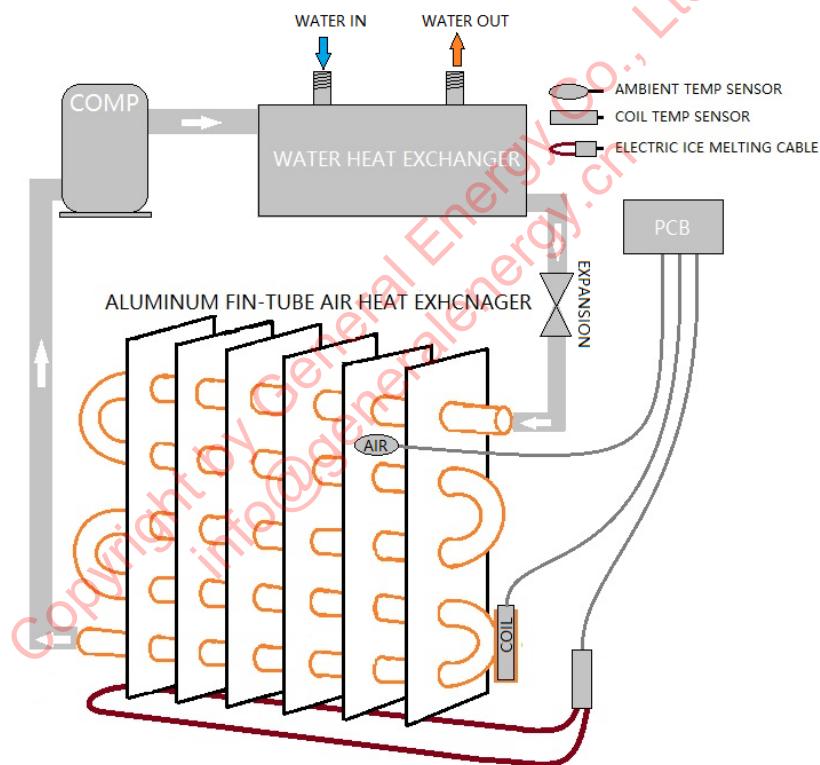 WATER IN
WATER OUT
COMP
AMBIENT TEMP SENSOR
COIL TEMP SENSOR
WATER HEAT EXCHANGER
ELECTRIC ICE MELTING CABLE
PCB
EXPANSION
ALUMINUM FIN-TUBE AIR HEAT EXHCNAGER
AIR
COIL
Copyright by General Energy Co., Ltd
info@generalenergy.cn